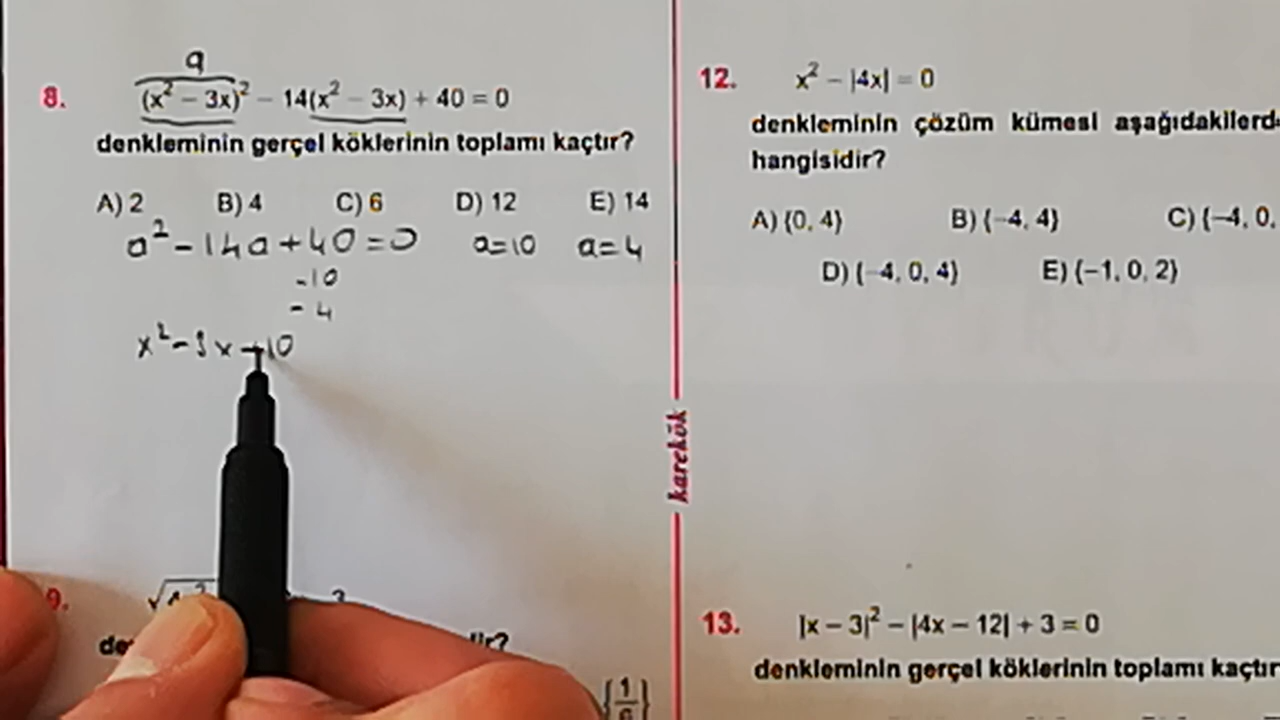 a
8. (x² – 3x)² – 14(x² – 3x) + 40 = 0
denkleminin gerçel köklerinin toplamı kaçtır?
A) 2 B) 4 C) 6 D) 12 E) 14
a² – 14a + 40 = 0 a=10 a=4
-10
- 4
x² – 3x 10
9.
3
karekök
12. x² – |4x| = 0
denkleminin çözüm kümesi
hangisidir?
A) {0, 4} B) {–4, 4} C) {–4, 0,
D) {–4, 0, 4} E) {–1, 0, 2}
13. |x – 3|² – |4x – 12| + 3 = 0
denkleminin gerçel köklerinin toplamı